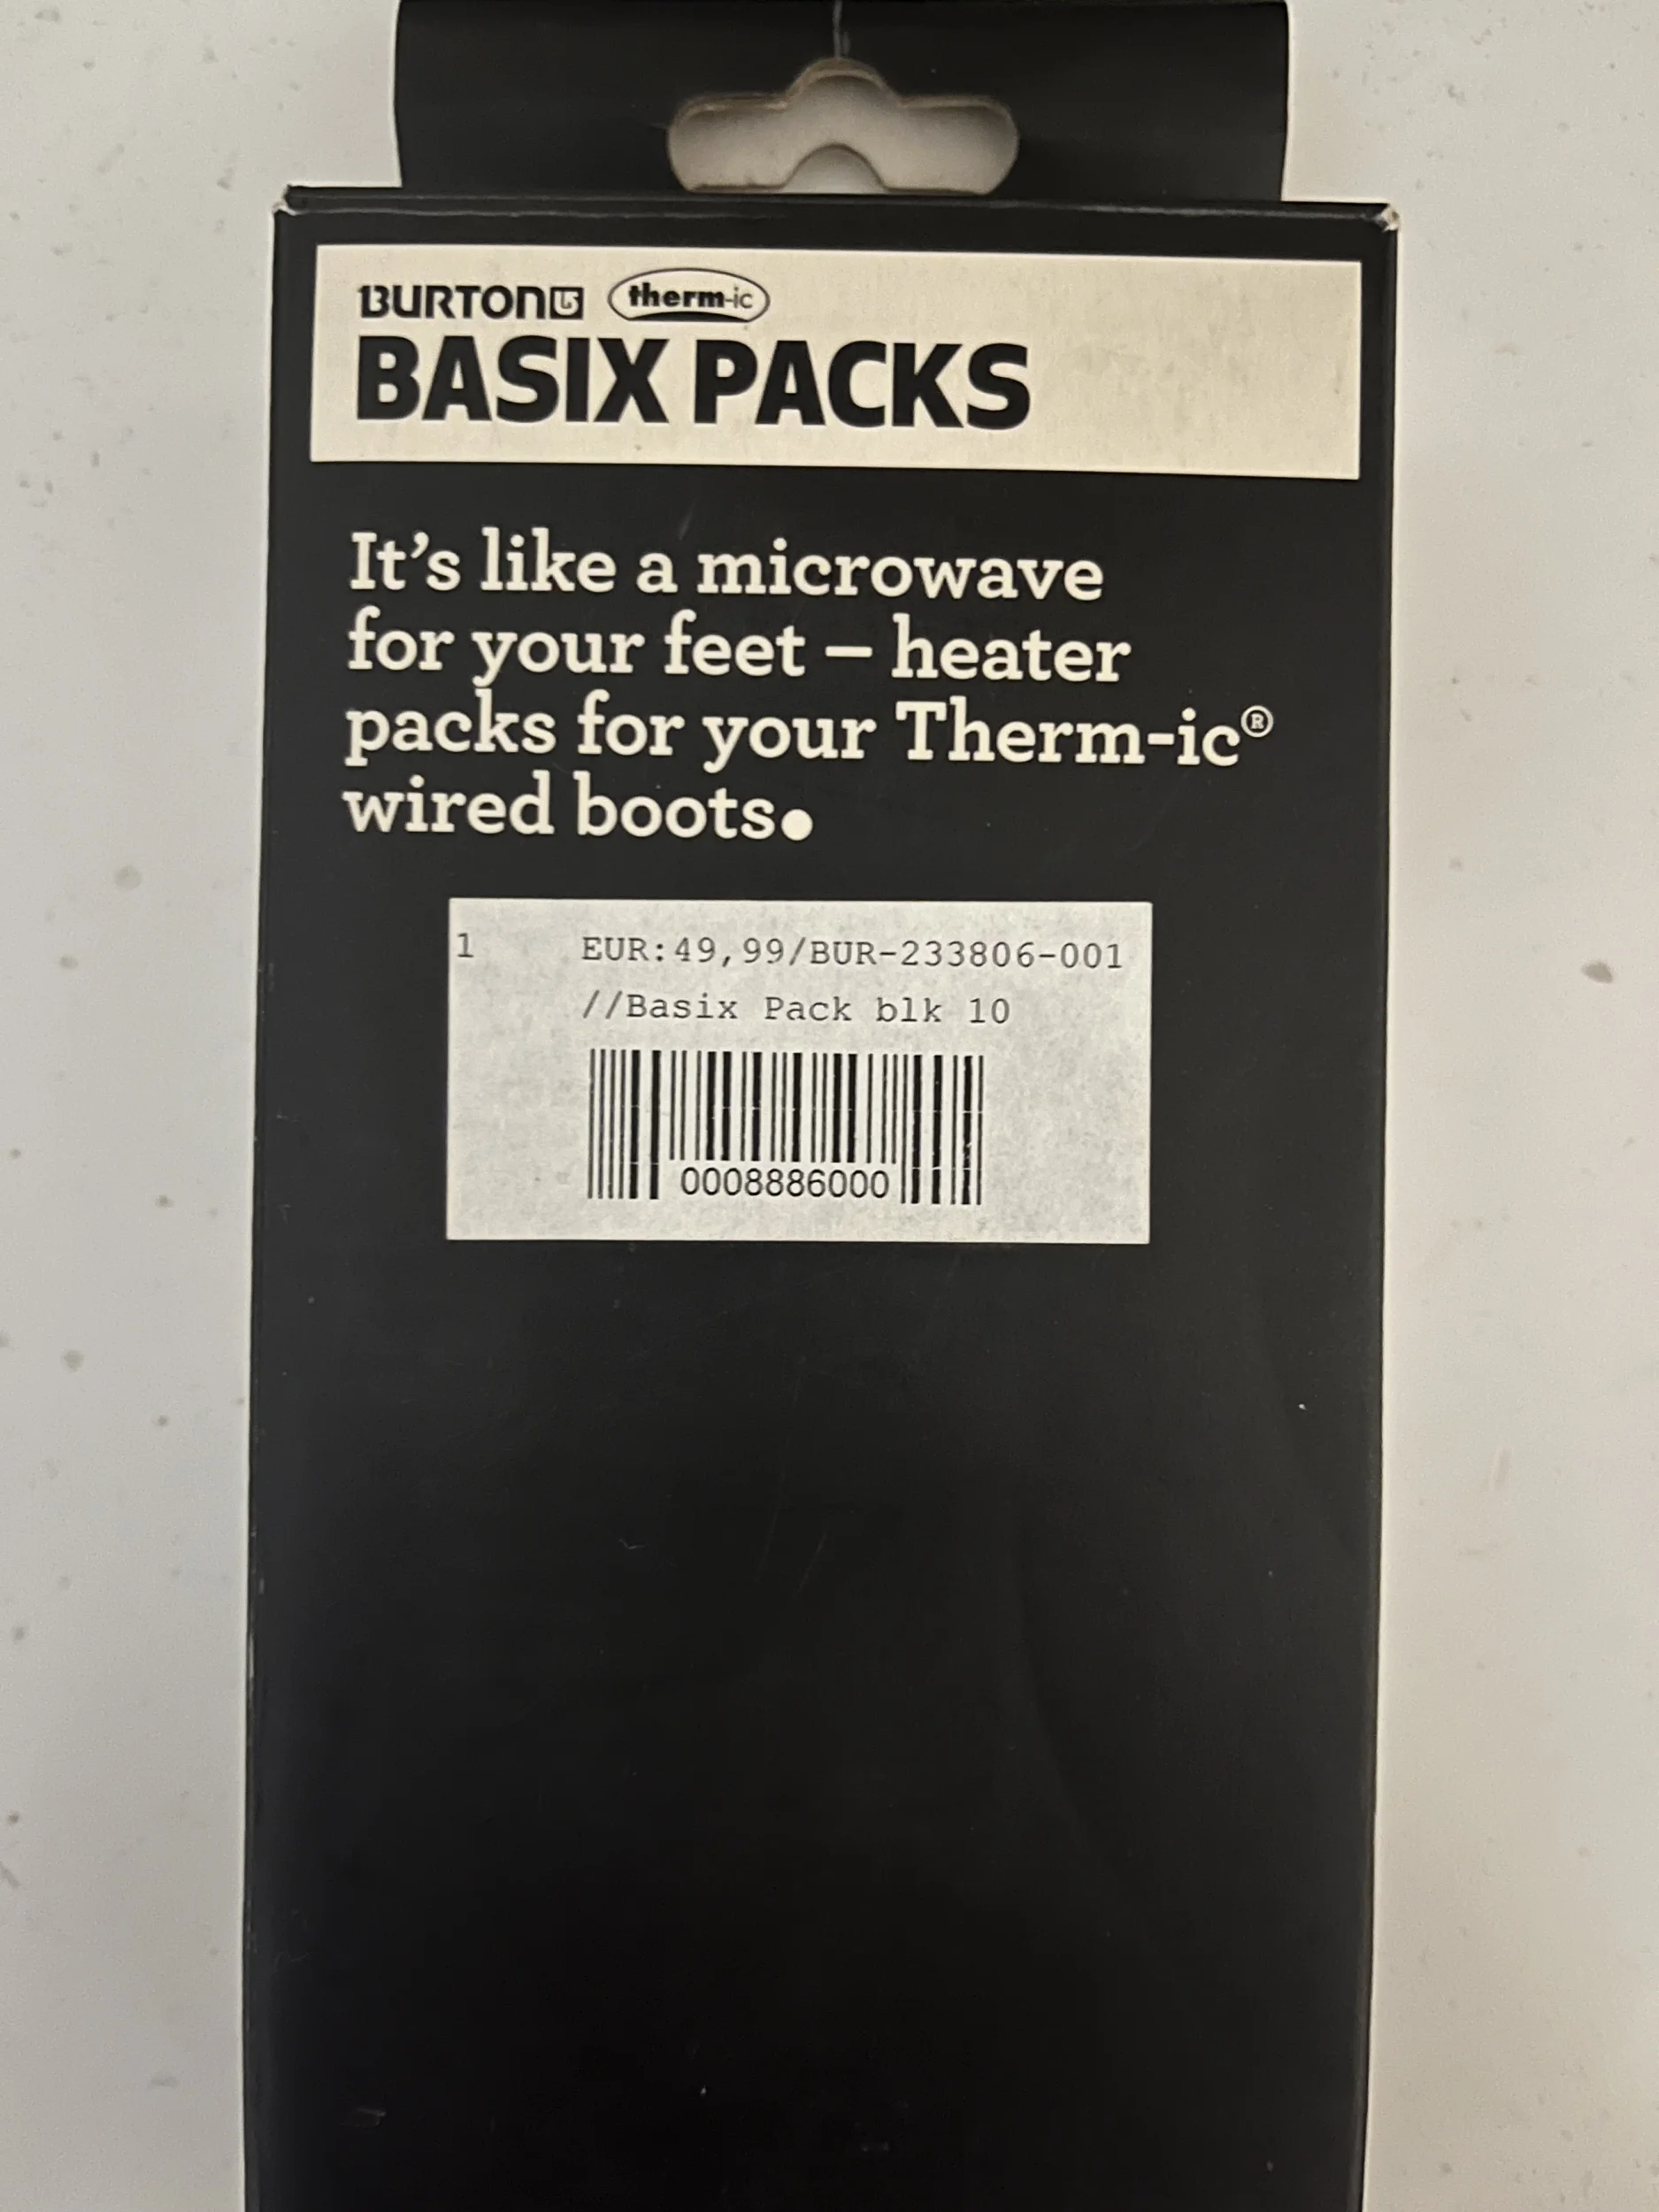 BURTON therm-ic
BASIX PACKS
It's like a microwave
for your feet – heater
packs for your Therm-ic®
wired boots.
1 EUR:49,99/BUR-233806-001
//Basix Pack blk 10
0008886000